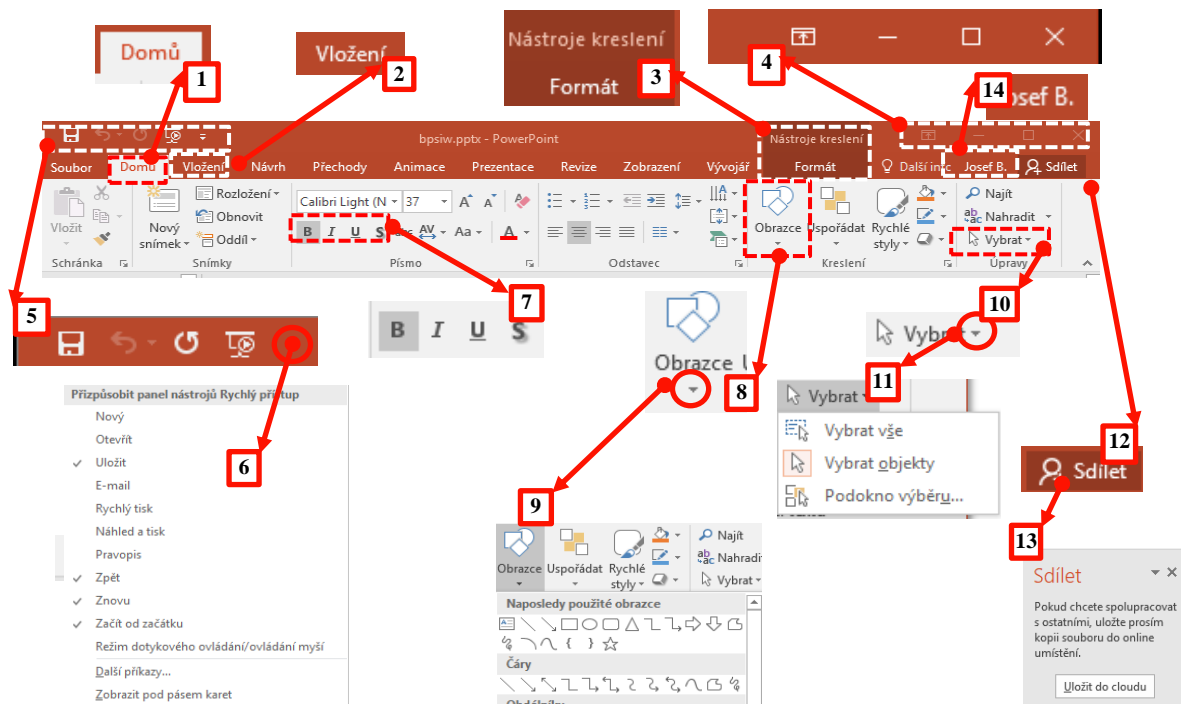 Domů
1
Vložení
2
Nástroje kreslení
Formát
3
4
14
Josef B.
bpsiw.pptx - PowerPoint
Nástroje kreslení
Soubor Domů Vložení Návrh Přechody Animace Prezentace Revize Zobrazení Vývojář Formát Další infc Josef B. Sdílet
Vložit
Nový
snímek
Rozložení
Obnovit
Oddíl
Calibri Light (N 37 A A
B I U S abc AV Aa A
Obrazce Uspořádat Rychlé
styly
Najít
Nahradit
Vybrat
Schránka Snímky Písmo Odstavec Kreslení Úpravy
5
7
10
B I U S
Obrazce
8
Vybrat
11
6
9
12
Přizpůsobit panel nástrojů Rychlý přístup
Nový
Otevřít
Uložit
E-mail
Rychlý tisk
Náhled a tisk
Pravopis
Zpět
Znovu
Začít od začátku
Režim dotykového ovládání/ovládání myší
Další příkazy...
Zobrazit pod pásem karet
Vybrat
Vybrat vše
Vybrat objekty
Podokno výběru...
Obrazce Uspořádat Rychlé
styly
Najít
Nahradit
Vybrat
Naposledy použité obrazce
Čáry
Sdílet
13
Sdílet
Pokud chcete spolupracovat
s ostatními, uložte prosím
kopii souboru do online
umístění.
Uložit do cloudu